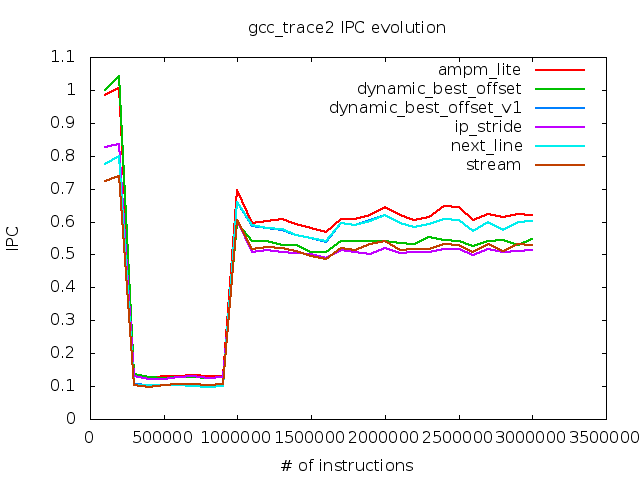 gcc_trace2 IPC evolution
1.1
1
0.9
0.8
0.7
0.6
0.5
0.4
0.3
0.2
0.1
0
IPC
ampm_lite
dynamic_best_offset
dynamic_best_offset_v1
ip_stride
next_line
stream
0 500000 1000000 1500000 2000000 2500000 3000000 3500000
# of instructions